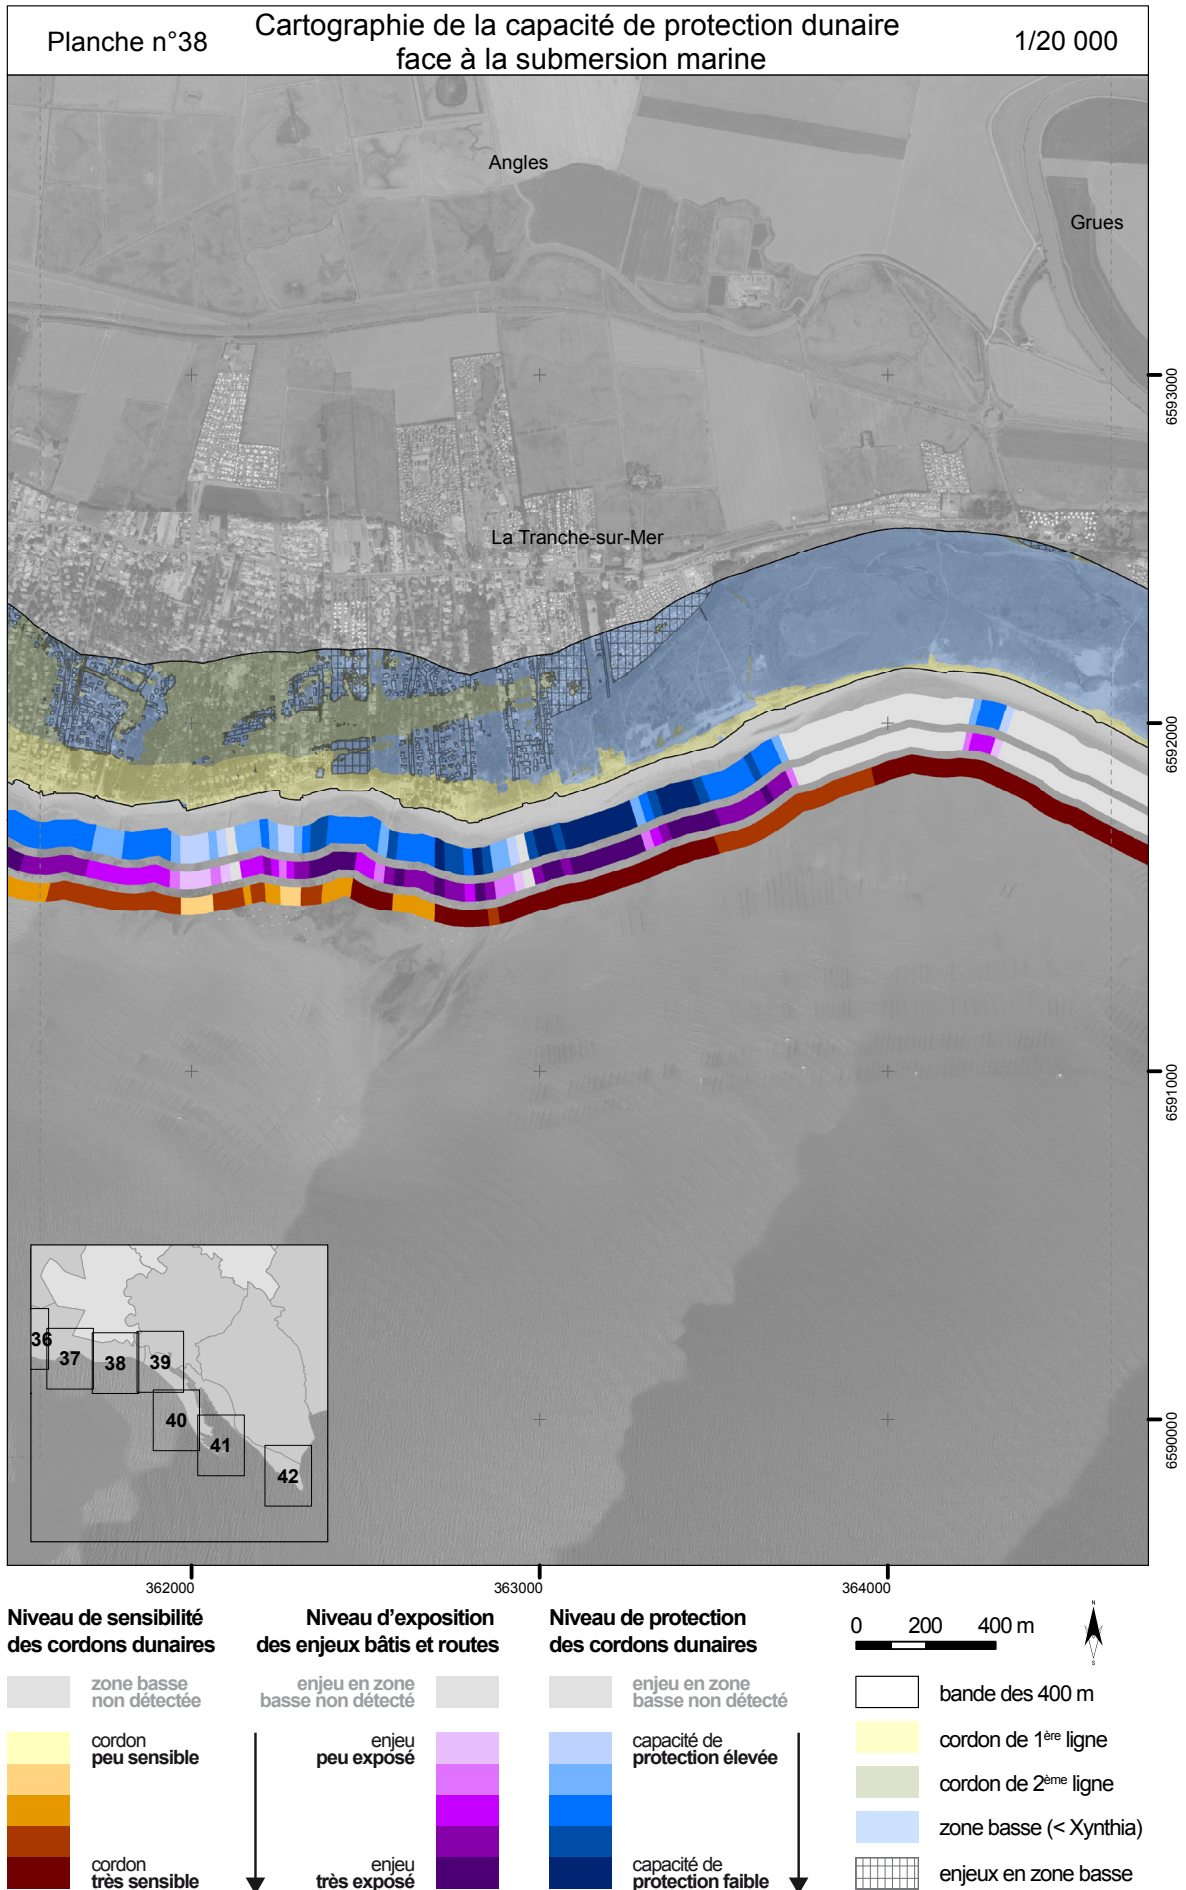 Planche n°38
Cartographie de la capacité de protection dunaire
face à la submersion marine
1/20 000
Angles
Grues
La Tranche-sur-Mer
6593000
6592000
6591000
6590000
36
37
38
39
40
41
42
362000
363000
364000
Niveau de sensibilité
des cordons dunaires
zone basse
non détectée
cordon
peu sensible
cordon
très sensible
Niveau d'exposition
des enjeux bâtis et routes
enjeu en zone
basse non détecté
enjeu
peu exposé
enjeu
très exposé
Niveau de protection
des cordons dunaires
enjeu en zone
basse non détecté
capacité de
protection élevée
capacité de
protection faible
0 200 400 m
N
S
bande des 400 m
cordon de 1ère ligne
cordon de 2ème ligne
zone basse (< Xynthia)
enjeux en zone basse